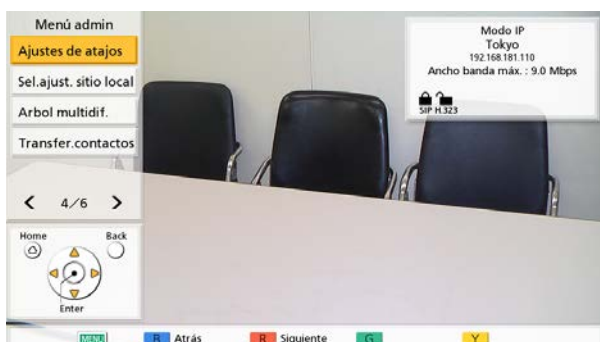 Menú admin
Ajustes de atajos
Sel.ajust. sitio local
Arbol multidif.
Transfer.contactos
4/6
Home
Back
Enter
Modo IP
Tokyo
192.168.181.110
Ancho banda máx. : 9.0 Mbps
SIP H.323
MENU
B Atrás
R Siguiente
G
Y